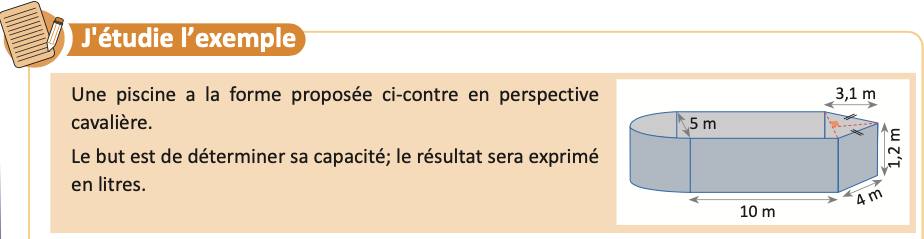 J'étudie l'exemple
Une piscine a la forme proposée ci-contre en perspective
cavalière.
Le but est de déterminer sa capacité; le résultat sera exprimé
en litres.
3,1 m
5 m
1,2 m
4 m
10 m